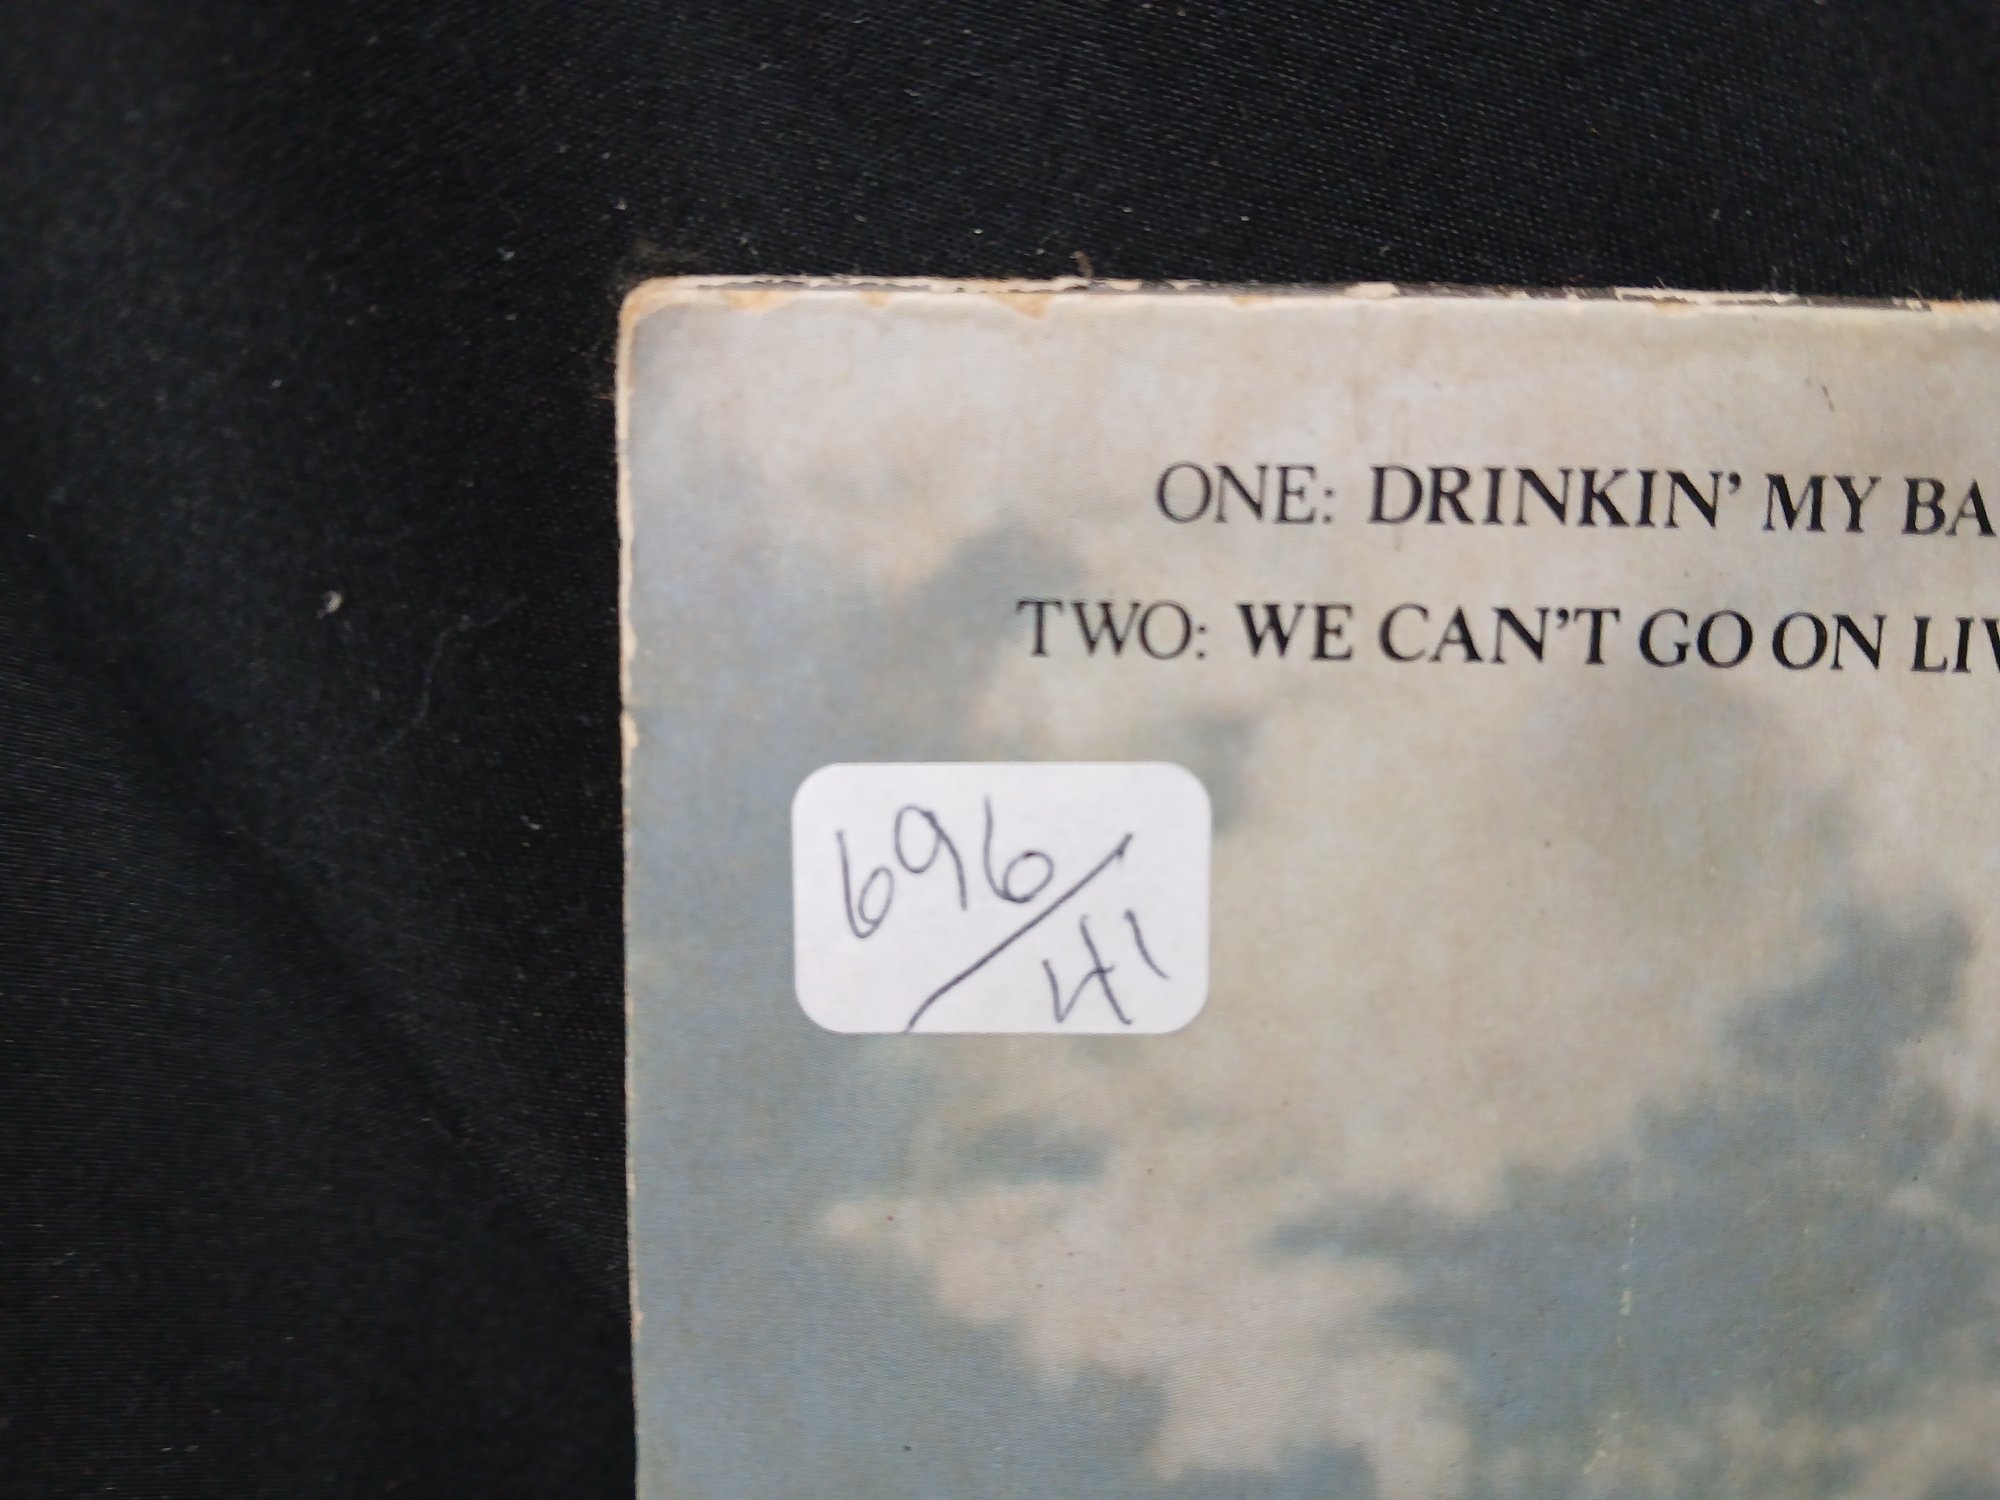 ONE: DRINKIN' MY BA
TWO: WE CAN'T GO ON LIV
696/41